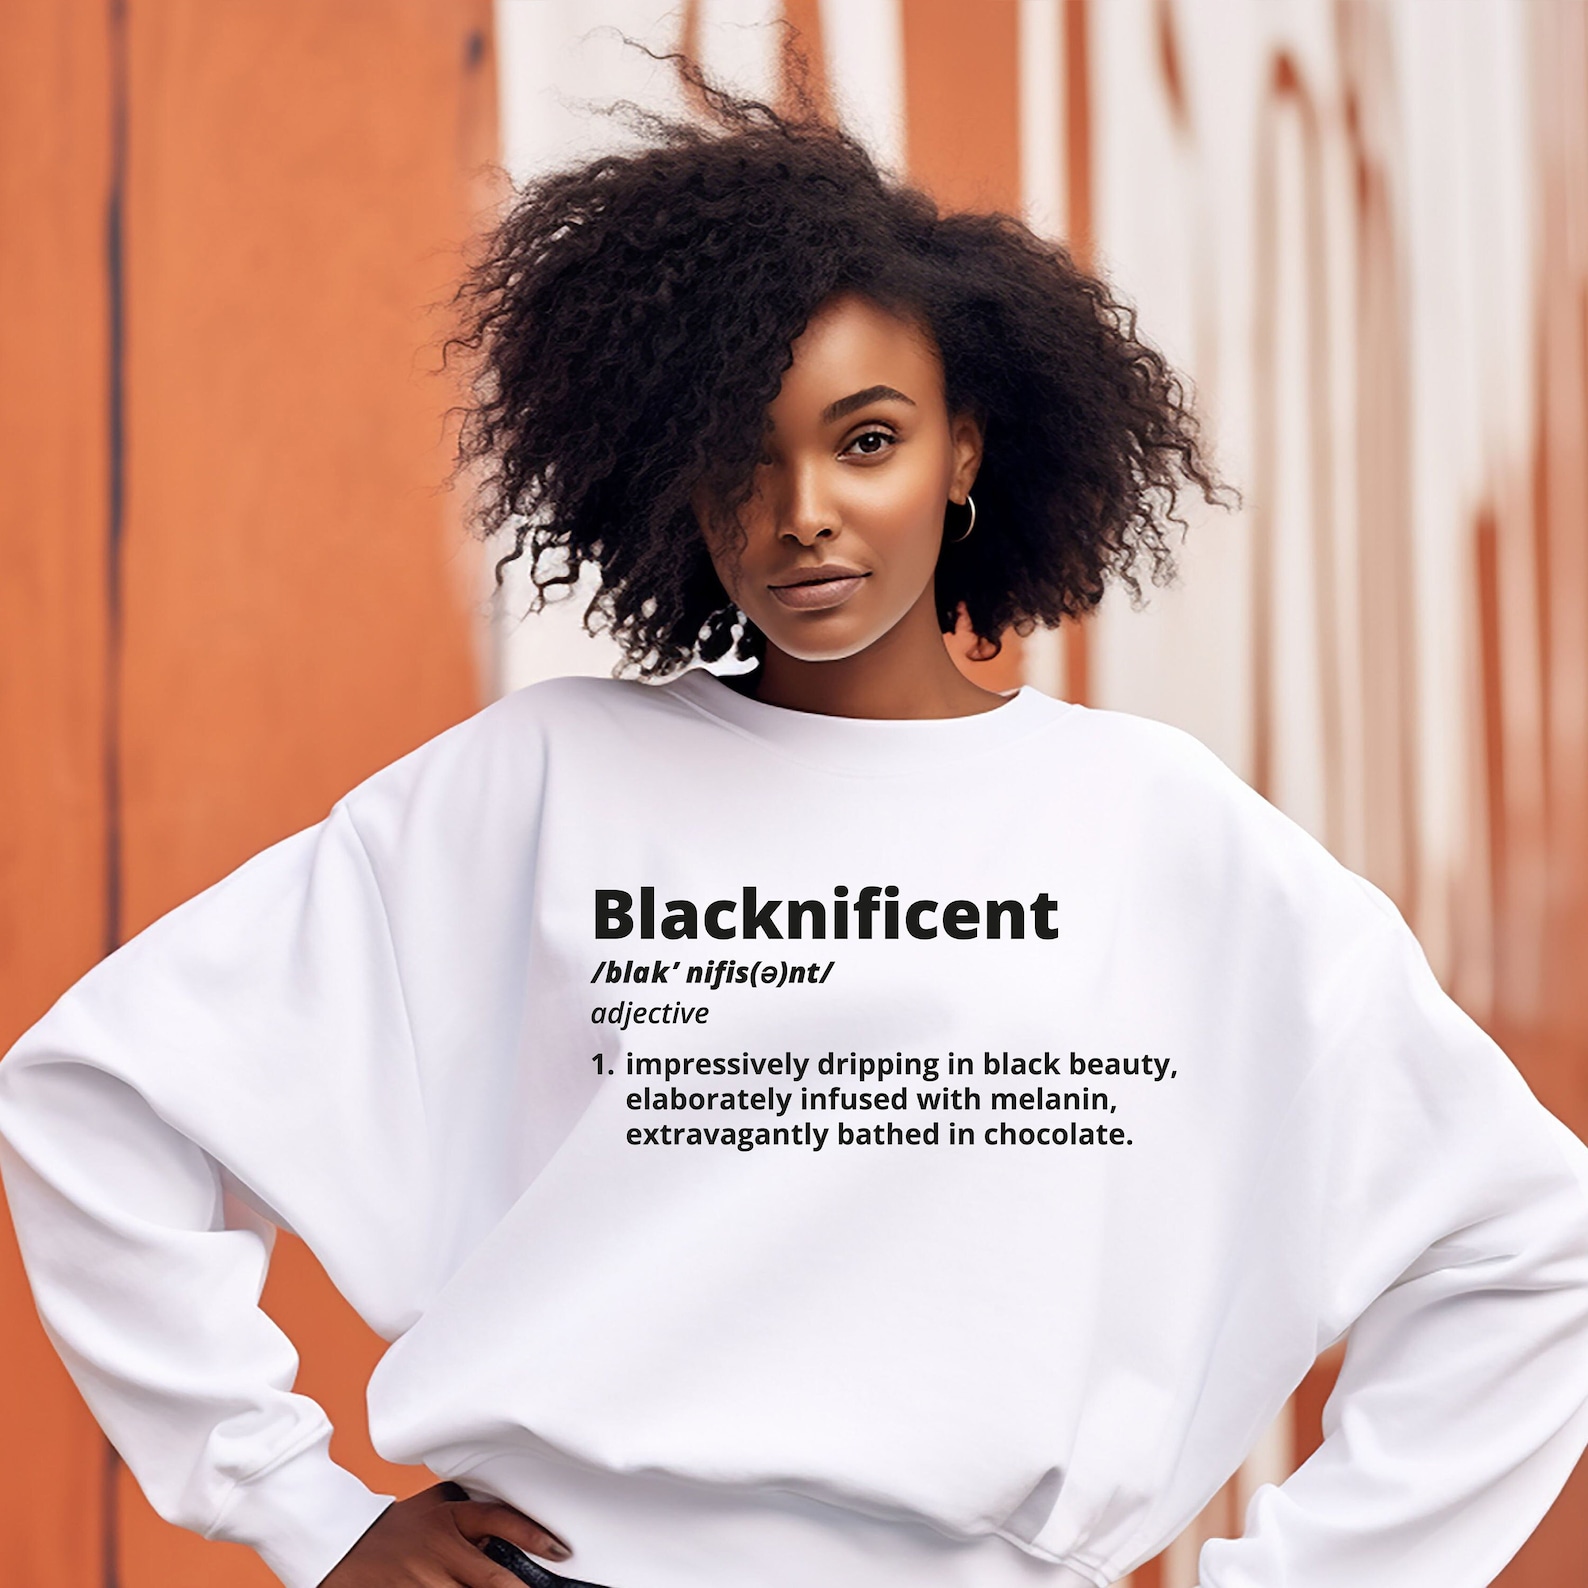 Blacknificent
/blak’ nifis(ə)nt/
adjective
1. impressively dripping in black beauty,
elaborately infused with melanin,
extravagantly bathed in chocolate.